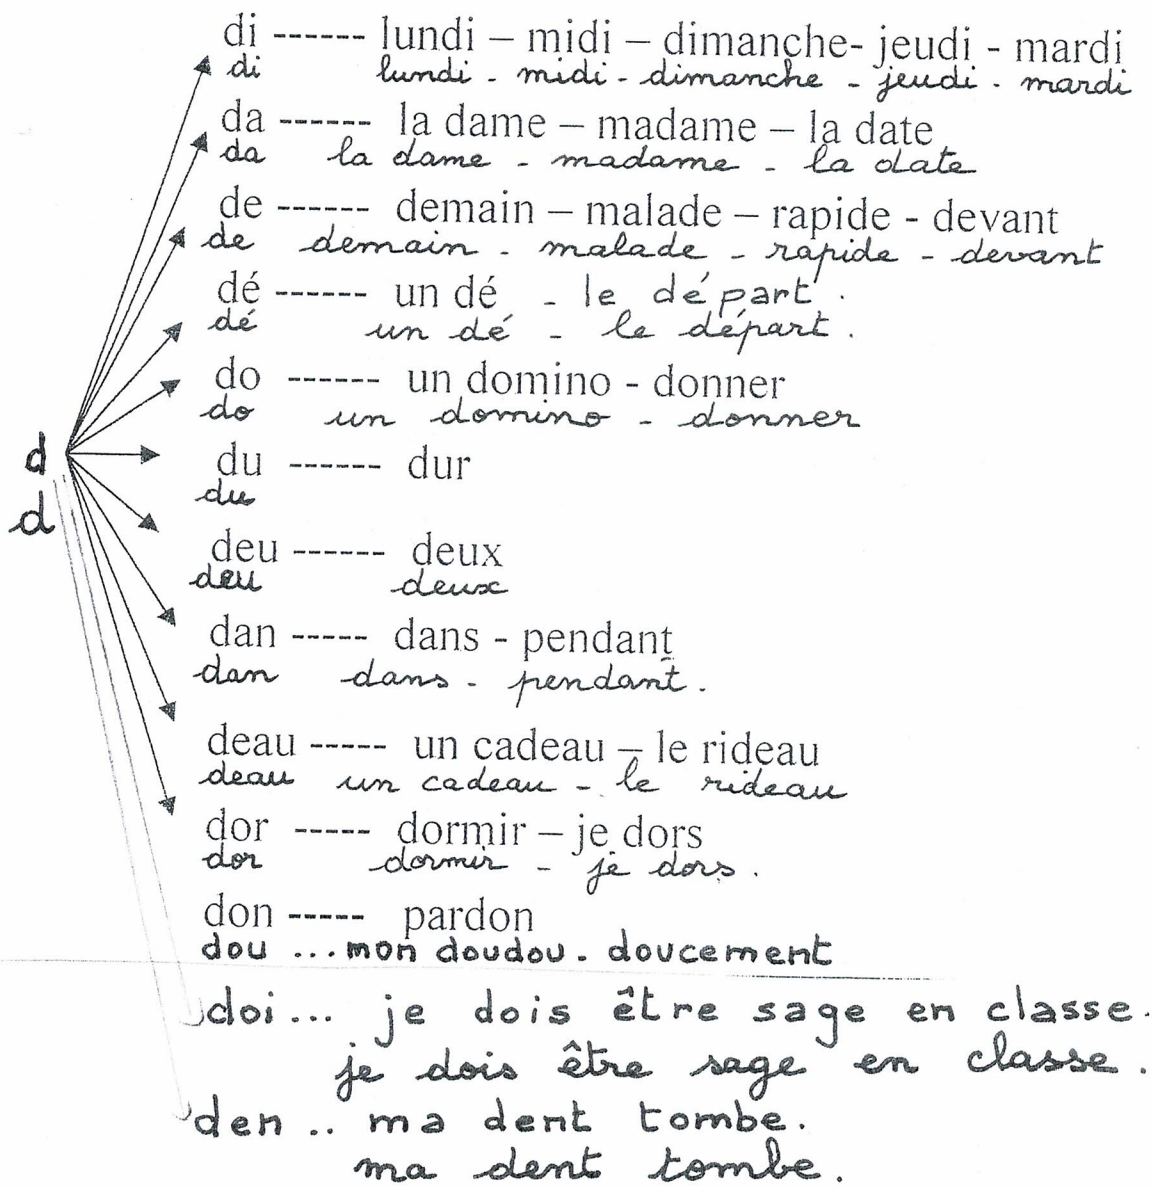 di ------ lundi – midi – dimanche- jeudi - mardi
di lundi - midi - dimanche - jeudi - mardi
da ------ la dame – madame – la date
da la dame - madame - la date
de ------ demain – malade – rapide - devant
de demain - malade - rapide - devant
dé ------ un dé - le départ.
dé un dé - le départ.
do ------ un domino - donner
do un domino - donner
d
du ------ dur
du
d
deu ------ deux
deu deux
dan ----- dans - pendant
dan dans - pendant.
deau ----- un cadeau – le rideau
deau un cadeau - le rideau
dor ----- dormir – je dors
dor dormir - je dors.
don ----- pardon
dou ... mon doudou. doucement
doi ... je dois être sage en classe.
je dois être sage en classe.
den .. ma dent tombe.
ma dent tombe.